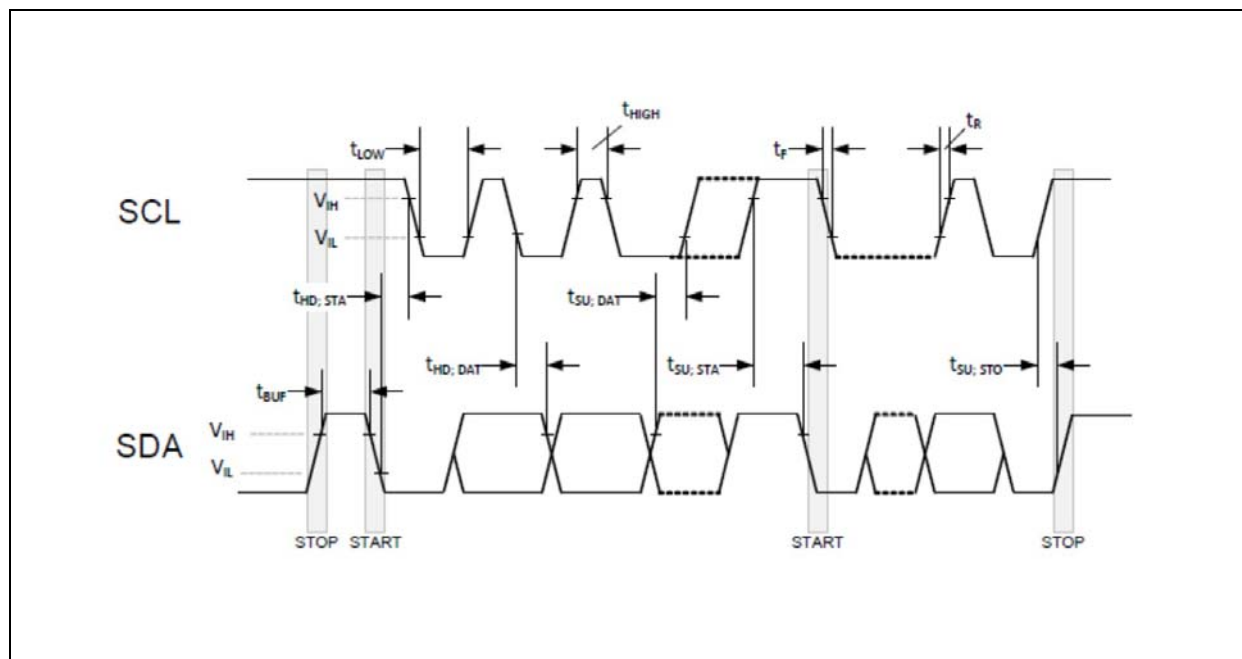 tHIGH
tR
tLOW
tF
SCL
VIH
VIL
tHD; STA
tSU; DAT
tHD; DAT
tSU; STA
tSU; STO
tBUF
SDA
VIH
VIL
STOP START START STOP